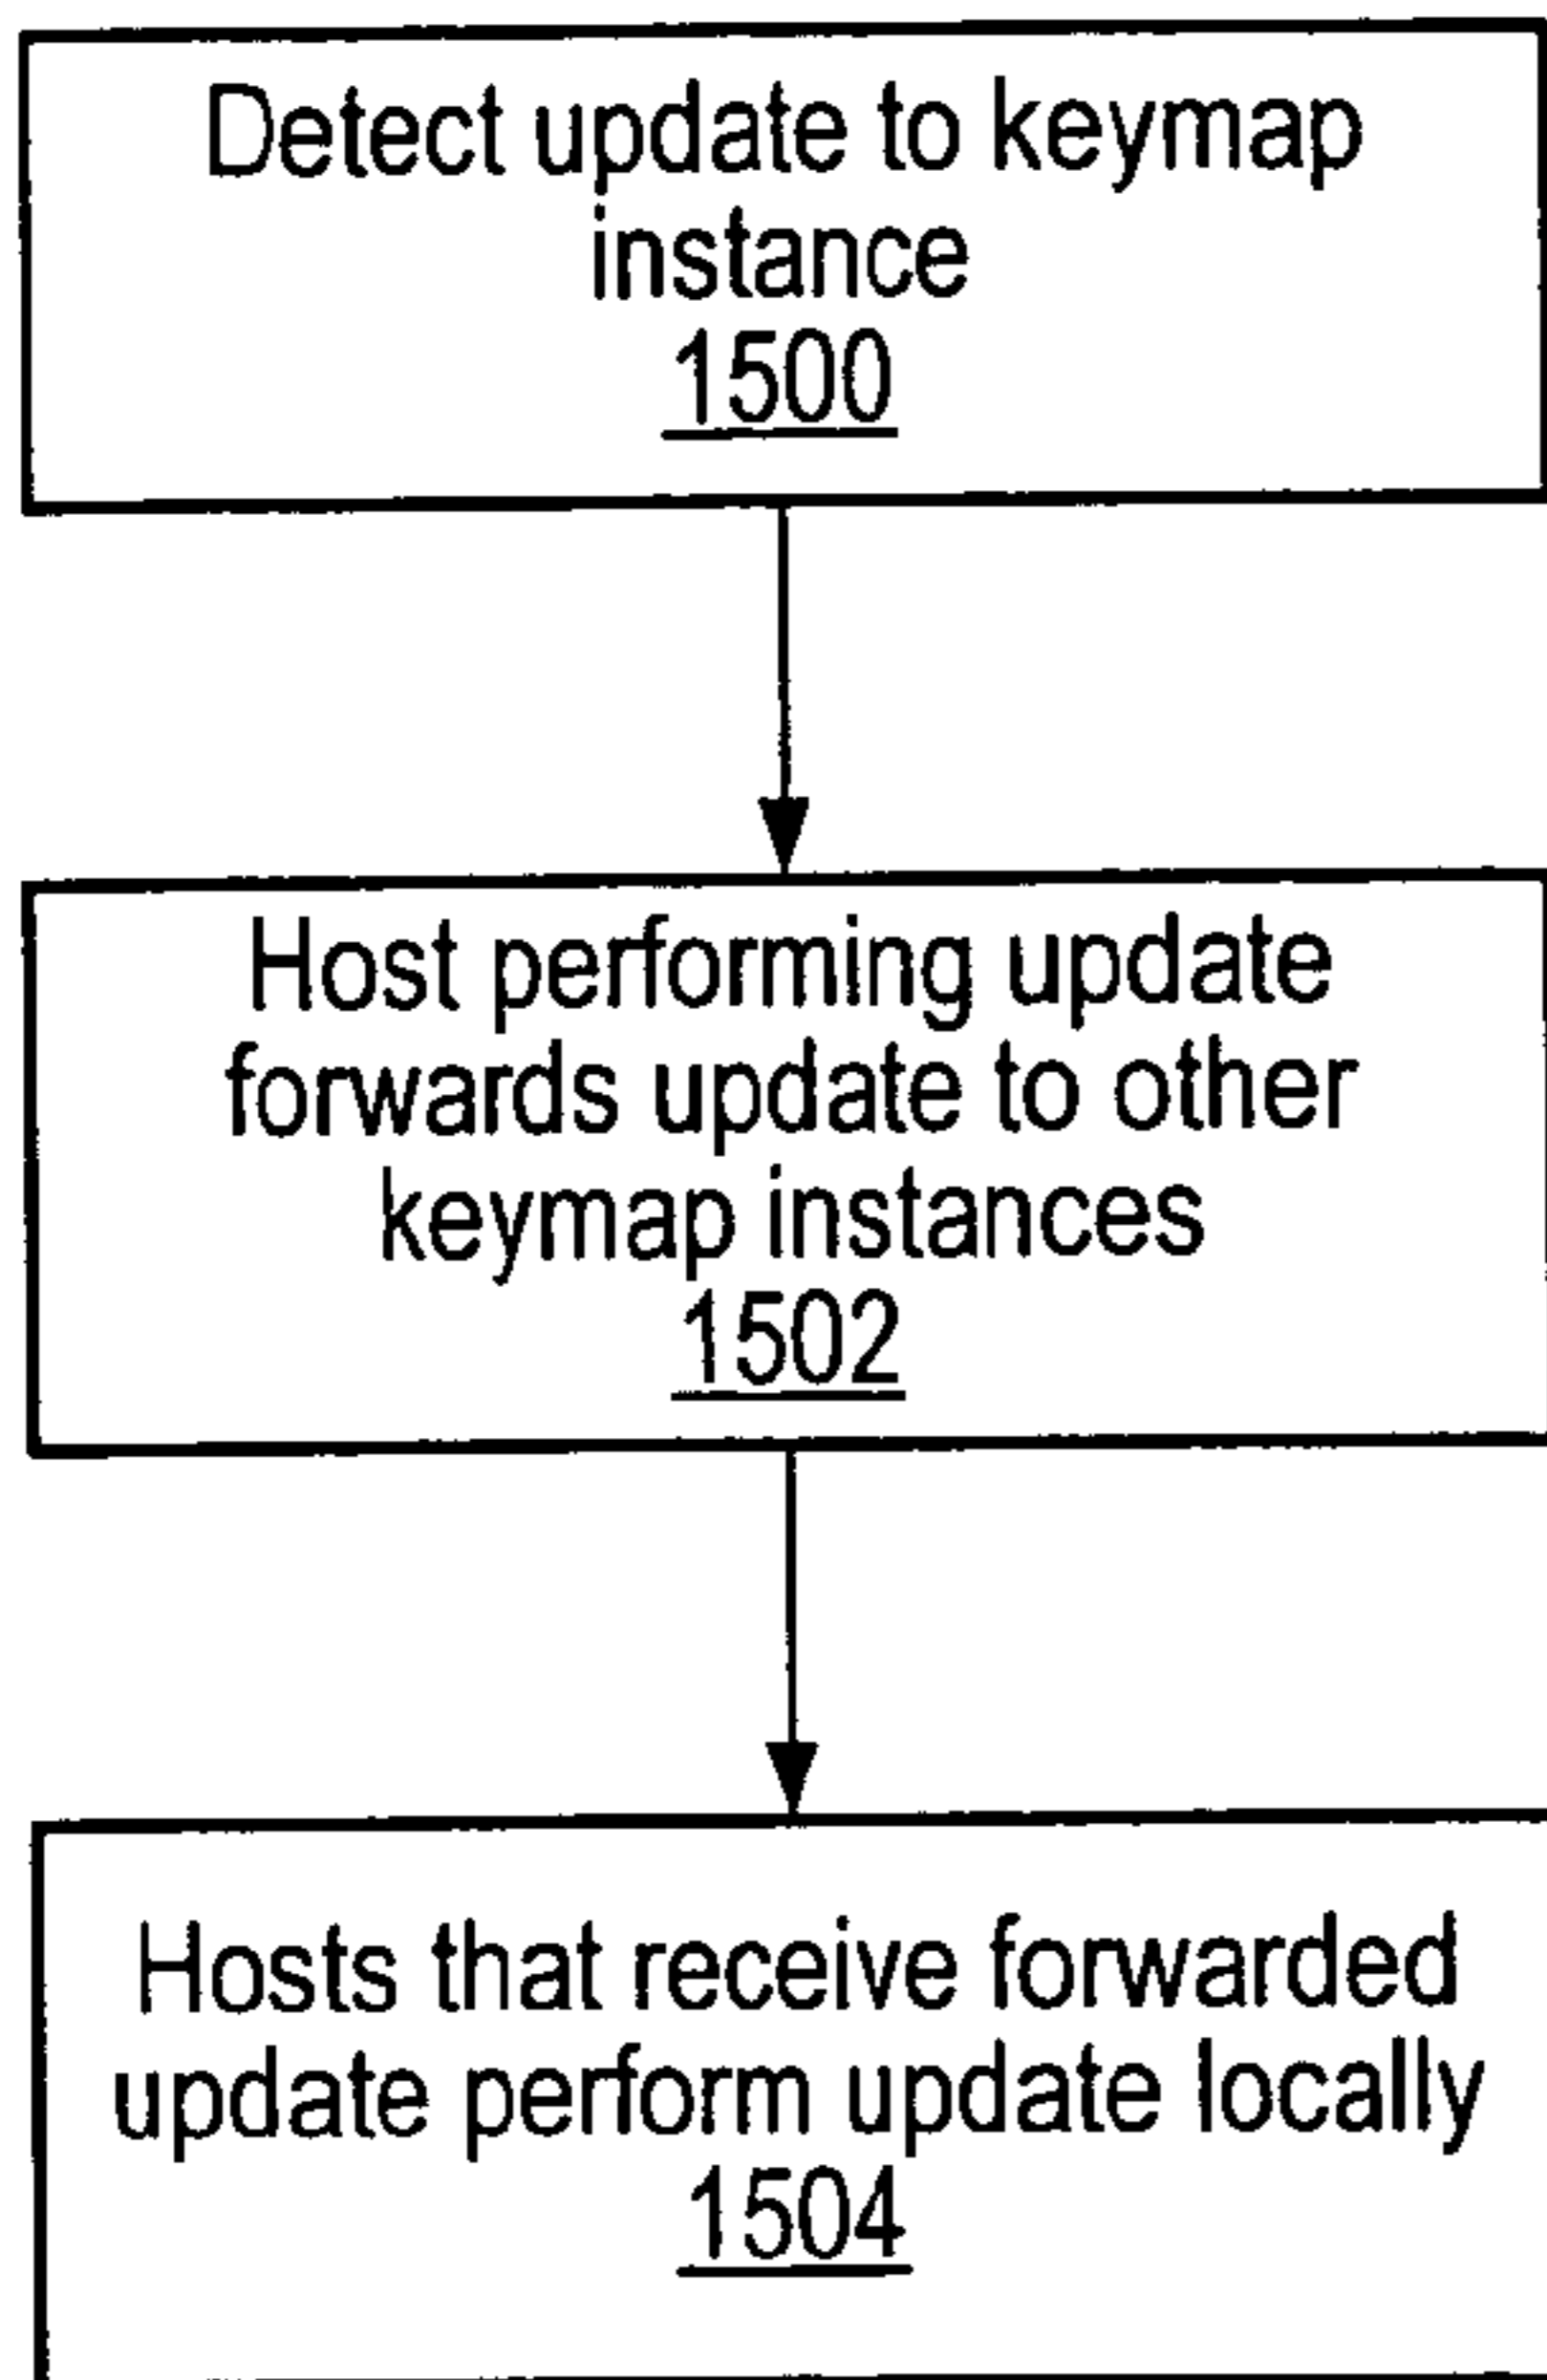 Detect update to keymap
instance
1500
Host performing update
forwards update to other
keymap instances
1502
Hosts that receive forwarded
update perform update locally
1504